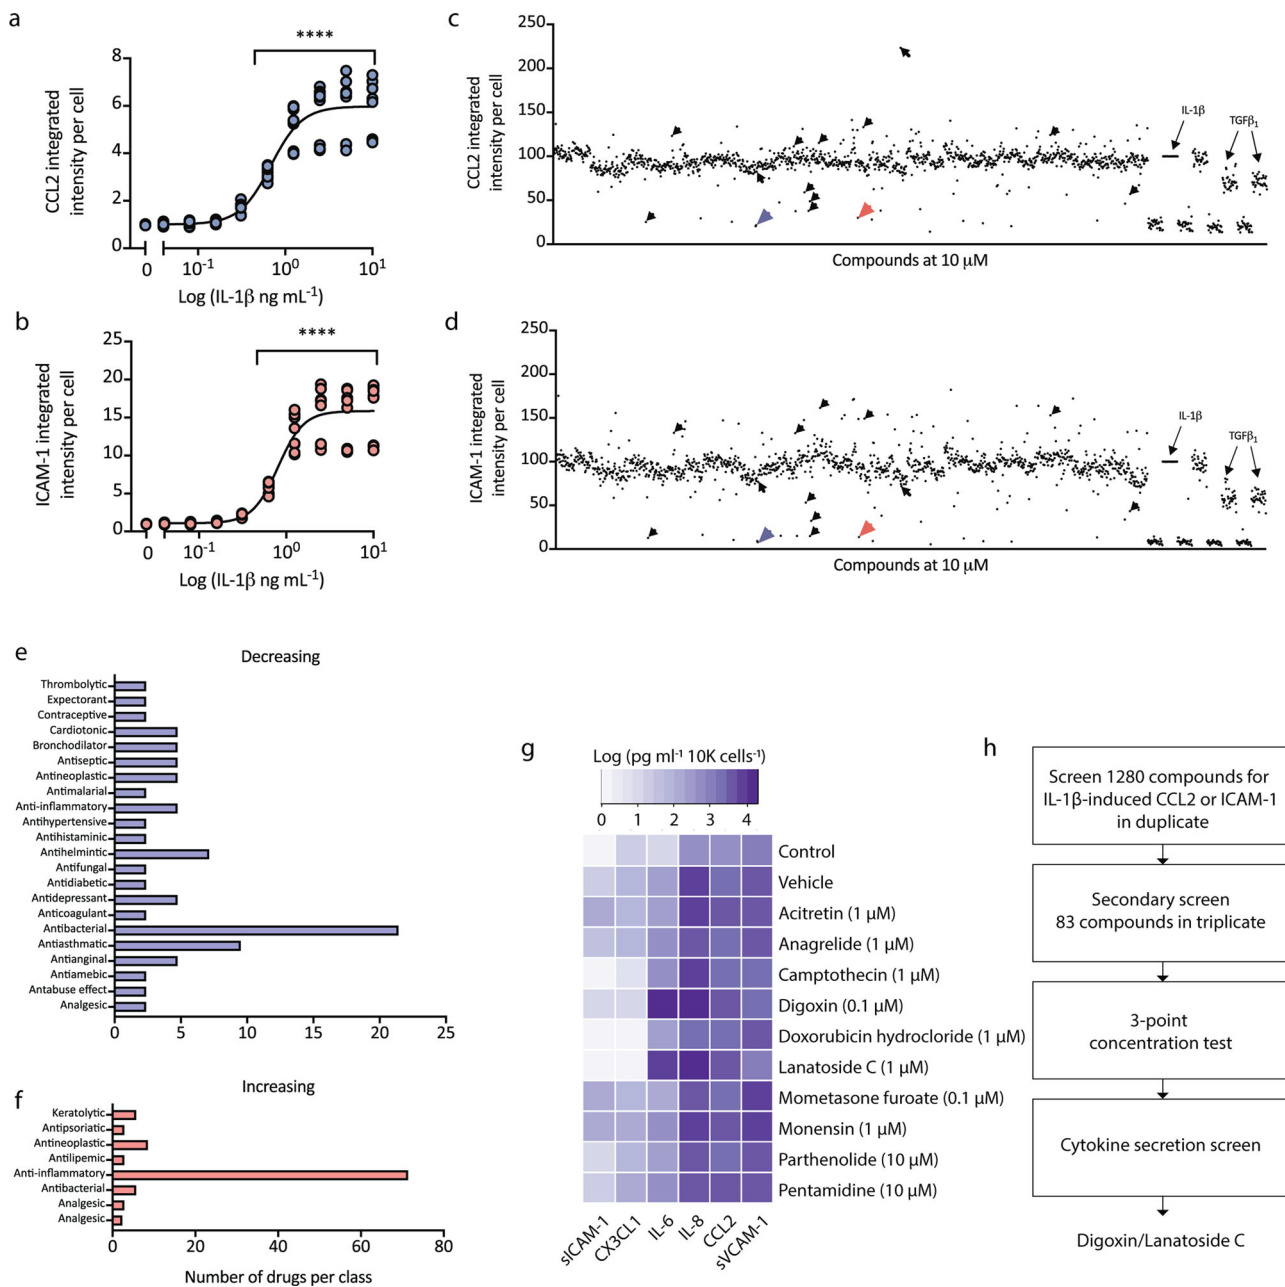 a
****
8
6
4
2
0
CCL2 integrated
intensity per cell
0
10⁻¹
10⁰
10¹
Log (IL-1β ng mL⁻¹)
b
****
25
20
15
10
5
0
ICAM-1 integrated
intensity per cell
0
10⁻¹
10⁰
10¹
Log (IL-1β ng mL⁻¹)
c
250
200
150
100
50
0
CCL2 integrated
intensity per cell
IL-1β
TGFβ₁
Compounds at 10 μM
d
250
200
150
100
50
0
ICAM-1 integrated
intensity per cell
IL-1β
TGFβ₁
Compounds at 10 μM
e
Decreasing
Thrombolytic
Expectorant
Contraceptive
Cardiotonic
Bronchodilator
Antiseptic
Antineoplastic
Antimalarial
Anti-inflammatory
Antihypertensive
Antihistaminic
Antihelmintic
Antifungal
Antidiabetic
Antidepressant
Anticoagulant
Antibacterial
Antiasthmatic
Antianginal
Antiamebic
Antabuse effect
Analgesic
0 5 10 15 20 25
f
Increasing
Keratolytic
Antipsoriatic
Antineoplastic
Antilipemic
Anti-inflammatory
Antibacterial
Analgesic
Analgesic
0 20 40 60 80
Number of drugs per class
g
Log (pg ml⁻¹ 10K cells⁻¹)
0 1 2 3 4
Control
Vehicle
Acitretin (1 μM)
Anagrelide (1 μM)
Camptothecin (1 μM)
Digoxin (0.1 μM)
Doxorubicin hydrocloride (1 μM)
Lanatoside C (1 μM)
Mometasone furoate (0.1 μM)
Monensin (1 μM)
Parthenolide (10 μM)
Pentamidine (10 μM)
sICAM-1
CX3CL1
IL-6
IL-8
CCL2
sVCAM-1
h
Screen 1280 compounds for
IL-1β-induced CCL2 or ICAM-1
in duplicate
Secondary screen
83 compounds in triplicate
3-point
concentration test
Cytokine secretion screen
Digoxin/Lanatoside C